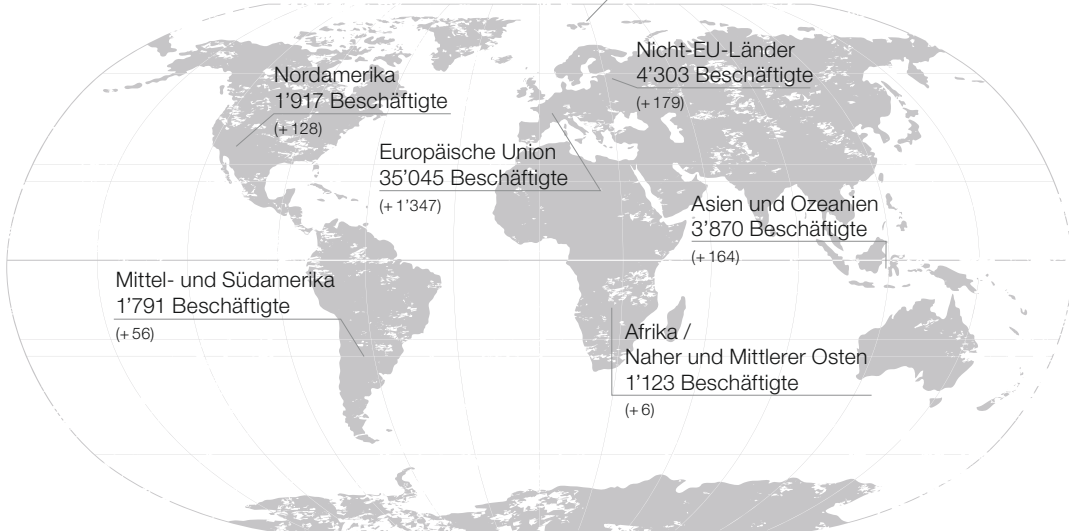 Nicht-EU-Länder
4’303 Beschäftigte
(+ 179)
Nordamerika
1’917 Beschäftigte
(+ 128)
Europäische Union
35’045 Beschäftigte
(+ 1’347)
Asien und Ozeanien
3’870 Beschäftigte
(+ 164)
Mittel- und Südamerika
1’791 Beschäftigte
(+ 56)
Afrika /
Naher und Mittlerer Osten
1’123 Beschäftigte
(+ 6)